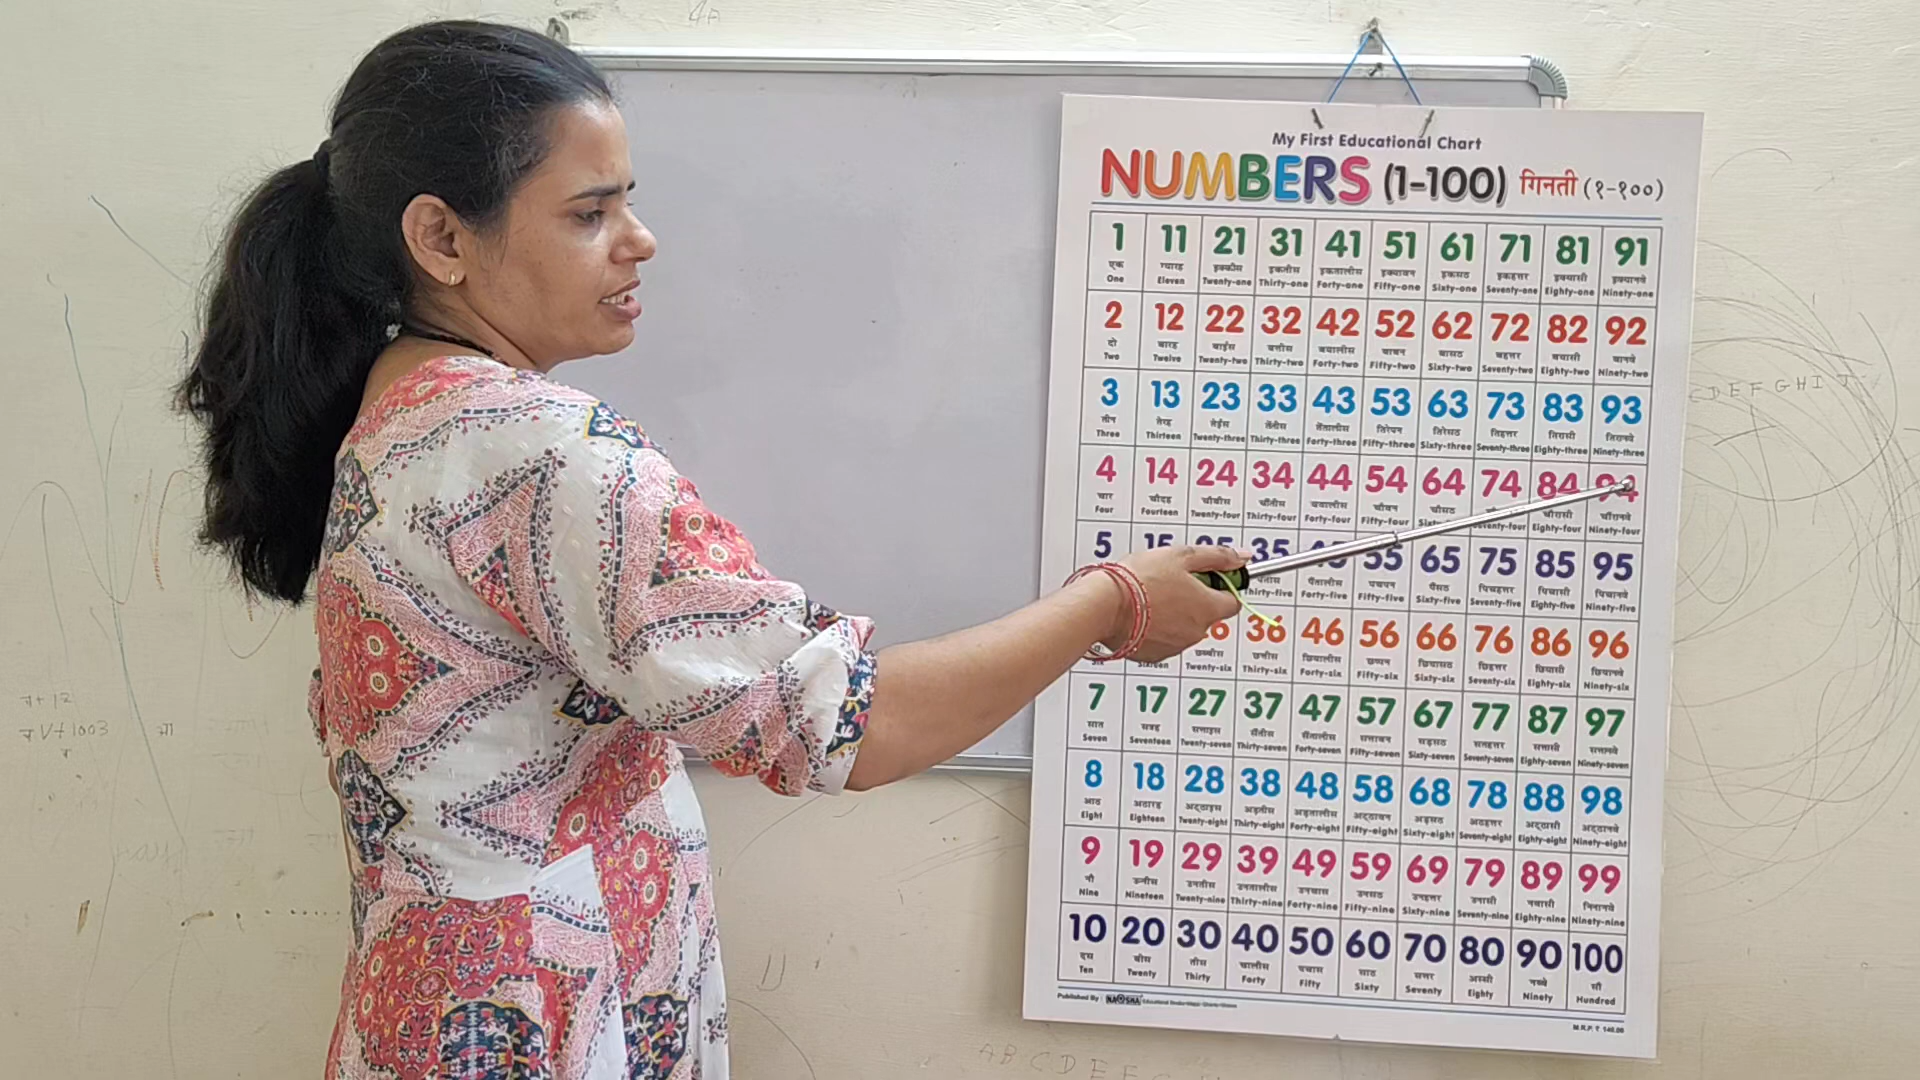 My First Educational Chart
NUMBERS (1-100) गिनती (१-१००)
1 11 21 31 41 51 61 71 81 91
एक ग्यारह इक्कीस इकतीस इकतालीस इक्यावन इकसठ इकहत्तर इक्यासी इक्यानवे
One Eleven Twenty-one Thirty-one Forty-one Fifty-one Sixty-one Seventy-one Eighty-one Ninety-one
2 12 22 32 42 52 62 72 82 92
दो बारह बाईस बत्तीस बयालीस बावन बासठ बहत्तर बयासी बानवे
Two Twelve Twenty-two Thirty-two Forty-two Fifty-two Sixty-two Seventy-two Eighty-two Ninety-two
3 13 23 33 43 53 63 73 83 93
तीन तेरह तेईस तैंतीस तैंतालीस तिरेपन तिरेसठ तिहत्तर तिरासी तिरानवे
Three Thirteen Twenty-three Thirty-three Forty-three Fifty-three Sixty-three Seventy-three Eighty-three Ninety-three
4 14 24 34 44 54 64 74 84 94
चार चौदह चौबीस चौंतीस चवालीस चौवन चौसठ चौरासी चौरानवे
Four Fourteen Twenty-four Thirty-four Forty-four Fifty-four Seventy-four Eighty-four Ninety-four
5 15 25 35 45 55 65 75 85 95
पैंतीस पैंतालीस पचपन पैंसठ पिचहत्तर पिचासी पिचानवे
Thirty-five Forty-five Fifty-five Sixty-five Seventy-five Eighty-five Ninety-five
26 36 46 56 66 76 86 96
छब्बीस छत्तीस छियालीस छप्पन छियासठ छिहत्तर छियासी छियानवे
Six Sixteen Twenty-six Thirty-six Forty-six Fifty-six Sixty-six Seventy-six Eighty-six Ninety-six
7 17 27 37 47 57 67 77 87 97
सात सत्रह सत्ताइस सैंतीस सैंतालीस सत्तावन सड़सठ सतहत्तर सत्तासी सत्तानवे
Seven Seventeen Twenty-seven Thirty-seven Forty-seven Fifty-seven Sixty-seven Seventy-seven Eighty-seven Ninety-seven
8 18 28 38 48 58 68 78 88 98
आठ अठारह अट्ठाइस अड़तीस अड़तालीस अट्ठावन अड़सठ अठहत्तर अट्ठासी अट्ठानवे
Eight Eighteen Twenty-eight Thirty-eight Forty-eight Fifty-eight Sixty-eight Seventy-eight Eighty-eight Ninety-eight
9 19 29 39 49 59 69 79 89 99
नौ उन्नीस उनतीस उनतालीस उनचास उनसठ उनहत्तर उनासी नवासी निनानवे
Nine Nineteen Twenty-nine Thirty-nine Forty-nine Fifty-nine Sixty-nine Seventy-nine Eighty-nine Ninety-nine
10 20 30 40 50 60 70 80 90 100
दस बीस तीस चालीस पचास साठ सत्तर अस्सी नब्बे सौ
Ten Twenty Thirty Forty Fifty Sixty Seventy Eighty Ninety Hundred
Published By
M.R.P. ₹ 146.00
C D E F G H I J
A B C D E F G